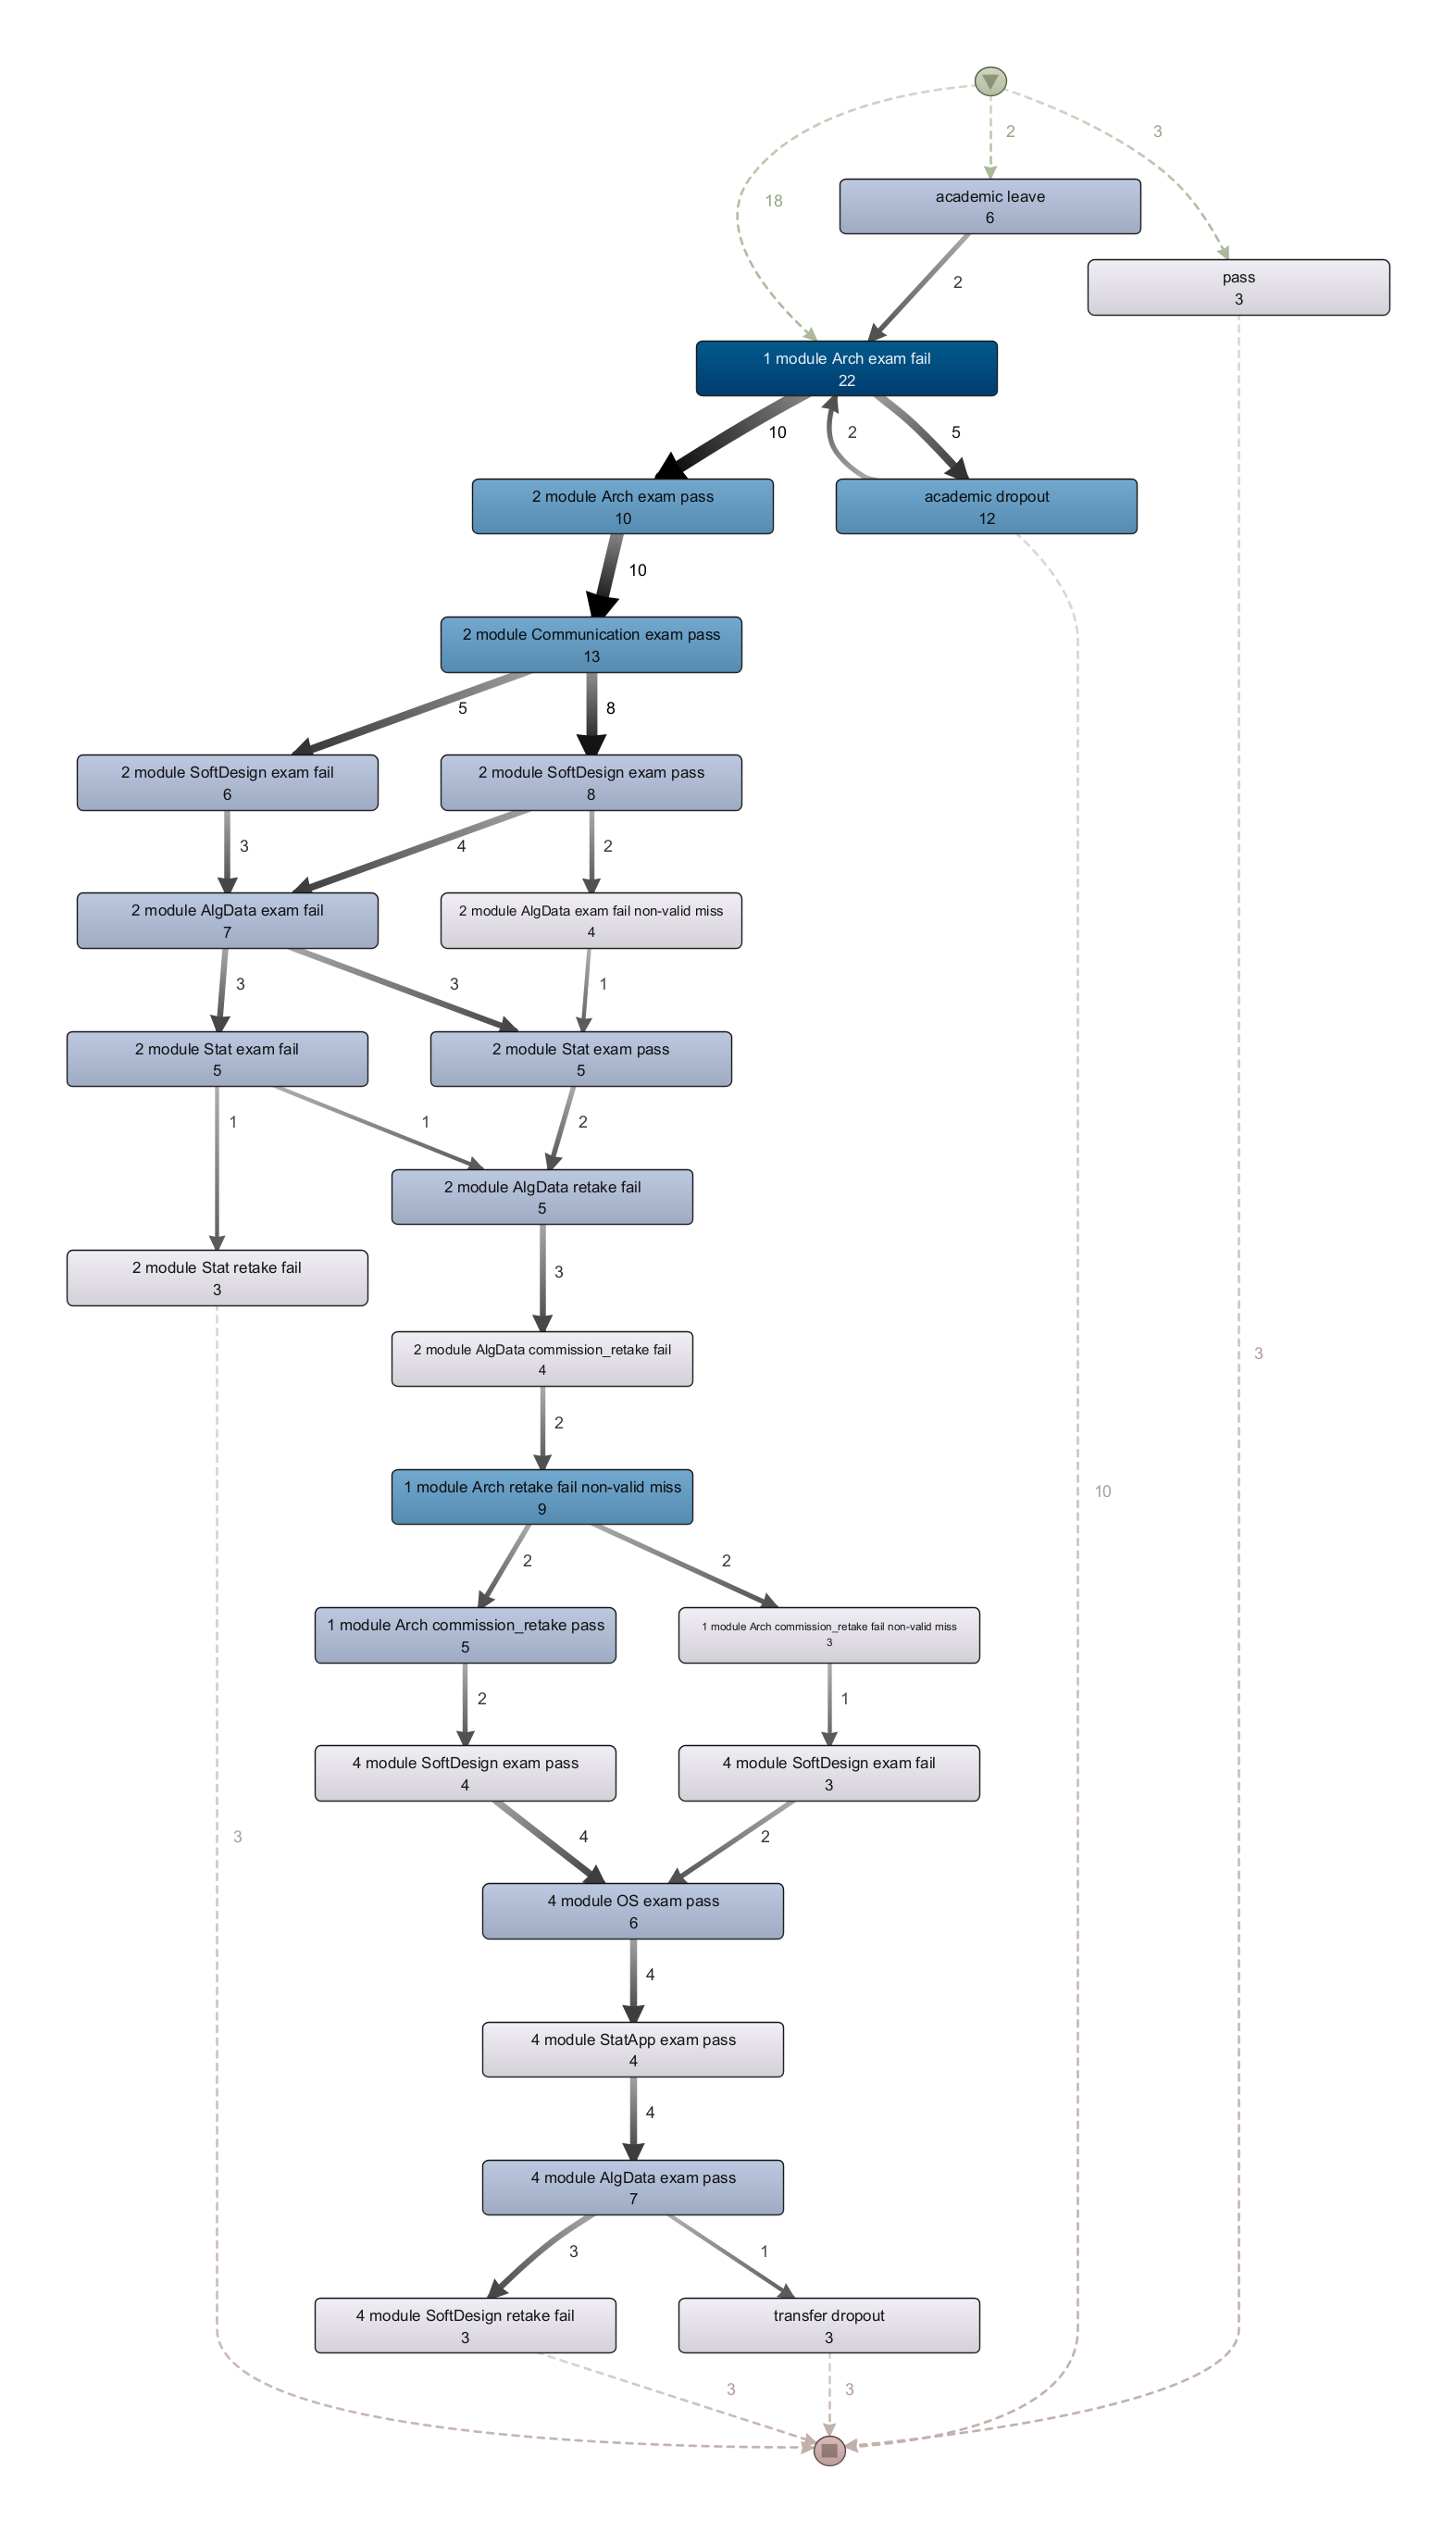 2
3
18
academic leave
6
pass
3
2
1 module Arch exam fail
22
10
2
5
2 module Arch exam pass
10
academic dropout
12
10
2 module Communication exam pass
13
5
8
2 module SoftDesign exam fail
6
2 module SoftDesign exam pass
8
3
4
2
2 module AlgData exam fail
7
2 module AlgData exam fail non-valid miss
4
3
3
1
2 module Stat exam fail
5
2 module Stat exam pass
5
1
1
2
2 module AlgData retake fail
5
2 module Stat retake fail
3
3
2 module AlgData commission_retake fail
4
3
2
1 module Arch retake fail non-valid miss
9
10
2
2
1 module Arch commission_retake pass
5
1 module Arch commission_retake fail non-valid miss
3
2
1
4 module SoftDesign exam pass
4
4 module SoftDesign exam fail
3
3
4
2
4 module OS exam pass
6
4
4 module StatApp exam pass
4
4
4 module AlgData exam pass
7
3
1
4 module SoftDesign retake fail
3
transfer dropout
3
3
3